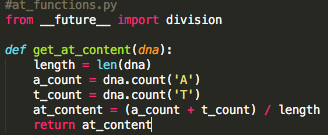 #at_functions.py
from __future__ import division

def get_at_content(dna):
    length = len(dna)
    a_count = dna.count('A')
    t_count = dna.count('T')
    at_content = (a_count + t_count) / length
    return at_content